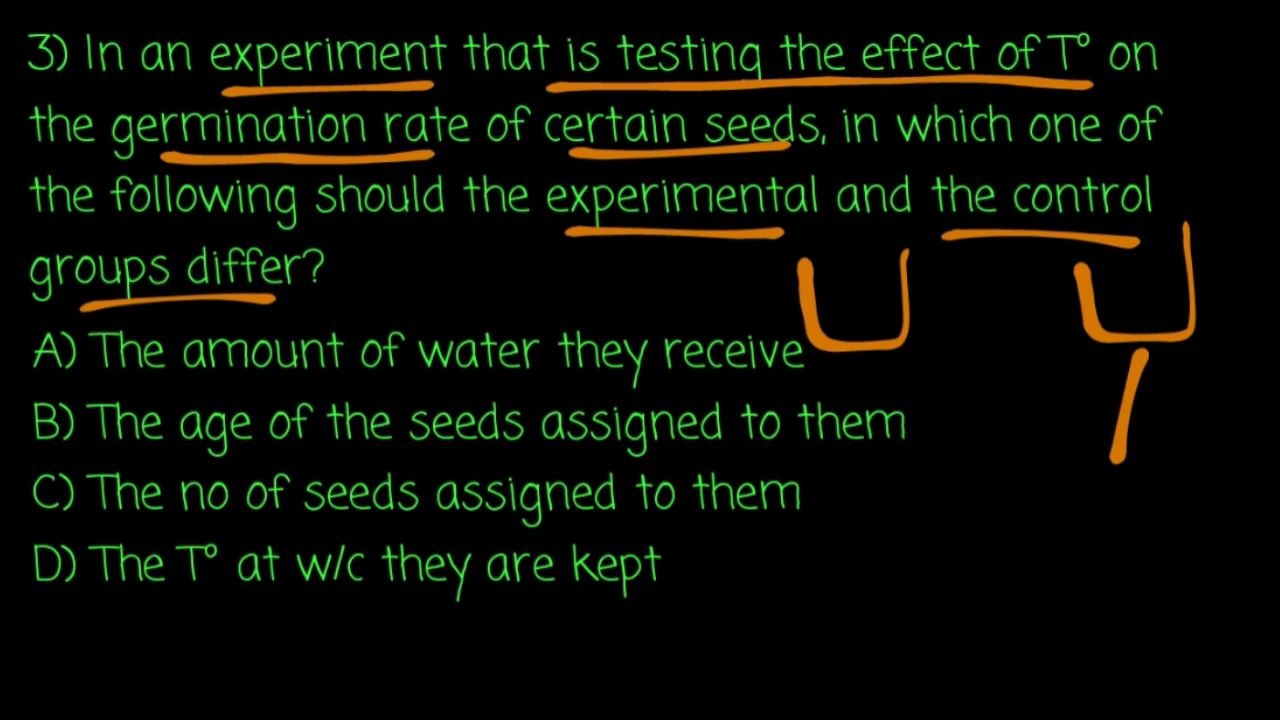 3) In an experiment that is testing the effect of T° on
the germination rate of certain seeds, in which one of
the following should the experimental and the control
groups differ?
A) The amount of water they receive
B) The age of the seeds assigned to them
C) The no of seeds assigned to them
D) The T° at w/c they are kept